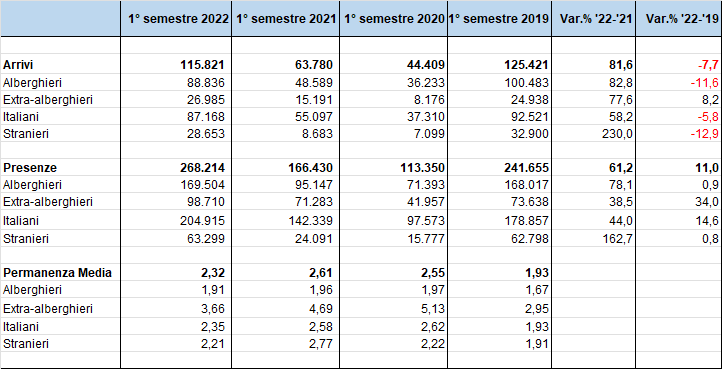 1° semestre 2022 1° semestre 2021 1° semestre 2020 1° semestre 2019 Var.% '22-'21 Var.% '22-'19
Arrivi 115.821 63.780 44.409 125.421 81,6 -7,7
Alberghieri 88.836 48.589 36.233 100.483 82,8 -11,6
Extra-alberghieri 26.985 15.191 8.176 24.938 77,6 8,2
Italiani 87.168 55.097 37.310 92.521 58,2 -5,8
Stranieri 28.653 8.683 7.099 32.900 230,0 -12,9
Presenze 268.214 166.430 113.350 241.655 61,2 11,0
Alberghieri 169.504 95.147 71.393 168.017 78,1 0,9
Extra-alberghieri 98.710 71.283 41.957 73.638 38,5 34,0
Italiani 204.915 142.339 97.573 178.857 44,0 14,6
Stranieri 63.299 24.091 15.777 62.798 162,7 0,8
Permanenza Media 2,32 2,61 2,55 1,93
Alberghieri 1,91 1,96 1,97 1,67
Extra-alberghieri 3,66 4,69 5,13 2,95
Italiani 2,35 2,58 2,62 1,93
Stranieri 2,21 2,77 2,22 1,91